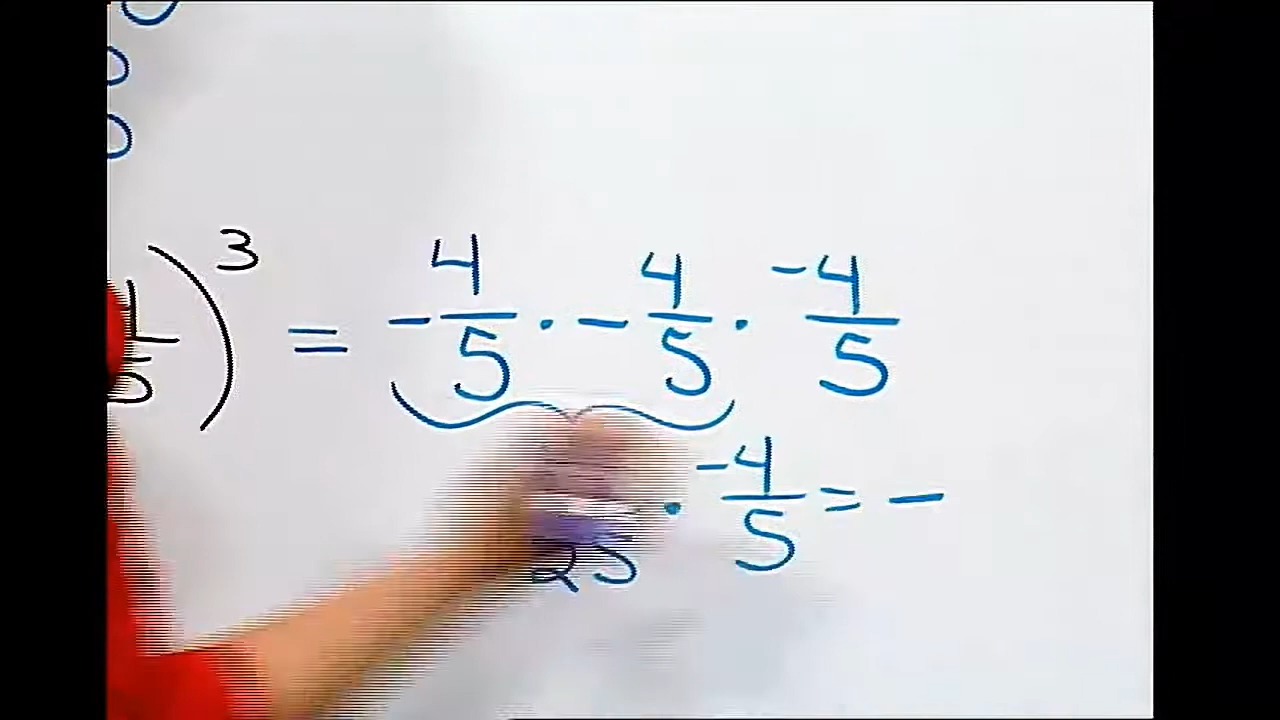 )³ = - 4/5 · - 4/5 · -4/5
25 · -4/5 = -